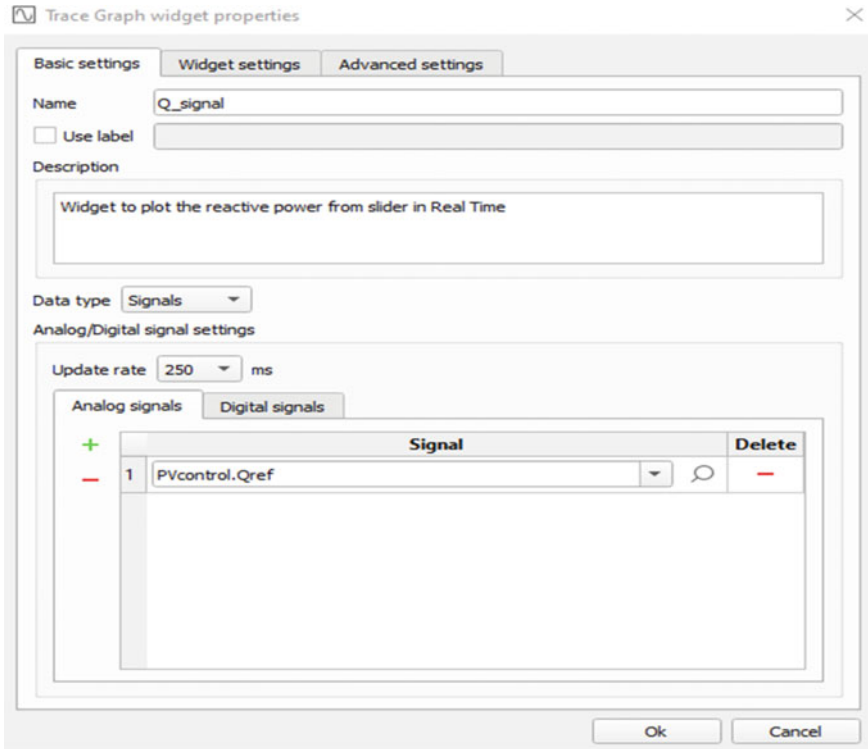 Trace Graph widget properties
Basic settings Widget settings Advanced settings
Name Q_signal
Use label
Description
Widget to plot the reactive power from slider in Real Time
Data type Signals
Analog/Digital signal settings
Update rate 250 ms
Analog signals Digital signals
Signal Delete
1 PVcontrol.Qref
Ok Cancel